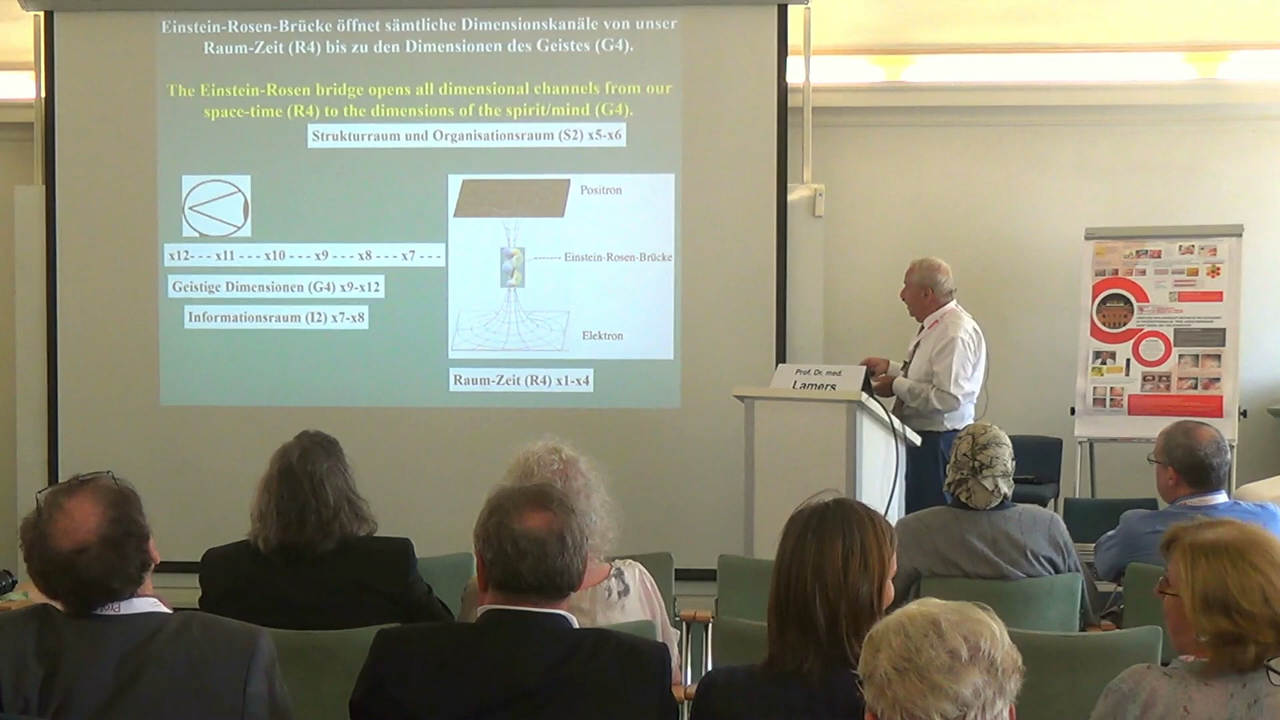 Einstein-Rosen-Brücke öffnet sämtliche Dimensionskanäle von unser
Raum-Zeit (R4) bis zu den Dimensionen des Geistes (G4).
The Einstein-Rosen bridge opens all dimensional channels from our
space-time (R4) to the dimensions of the spirit/mind (G4).
Strukturraum und Organisationsraum (S2) x5-x6
Positron
x12- - - x11 - - - x10 - - - x9 - - - x8 - - - x7 - - -
Einstein-Rosen-Brücke
Geistige Dimensionen (G4) x9-x12
Informationsraum (I2) x7-x8
Elektron
Raum-Zeit (R4) x1-x4
Prof. Dr. med.
Lamers